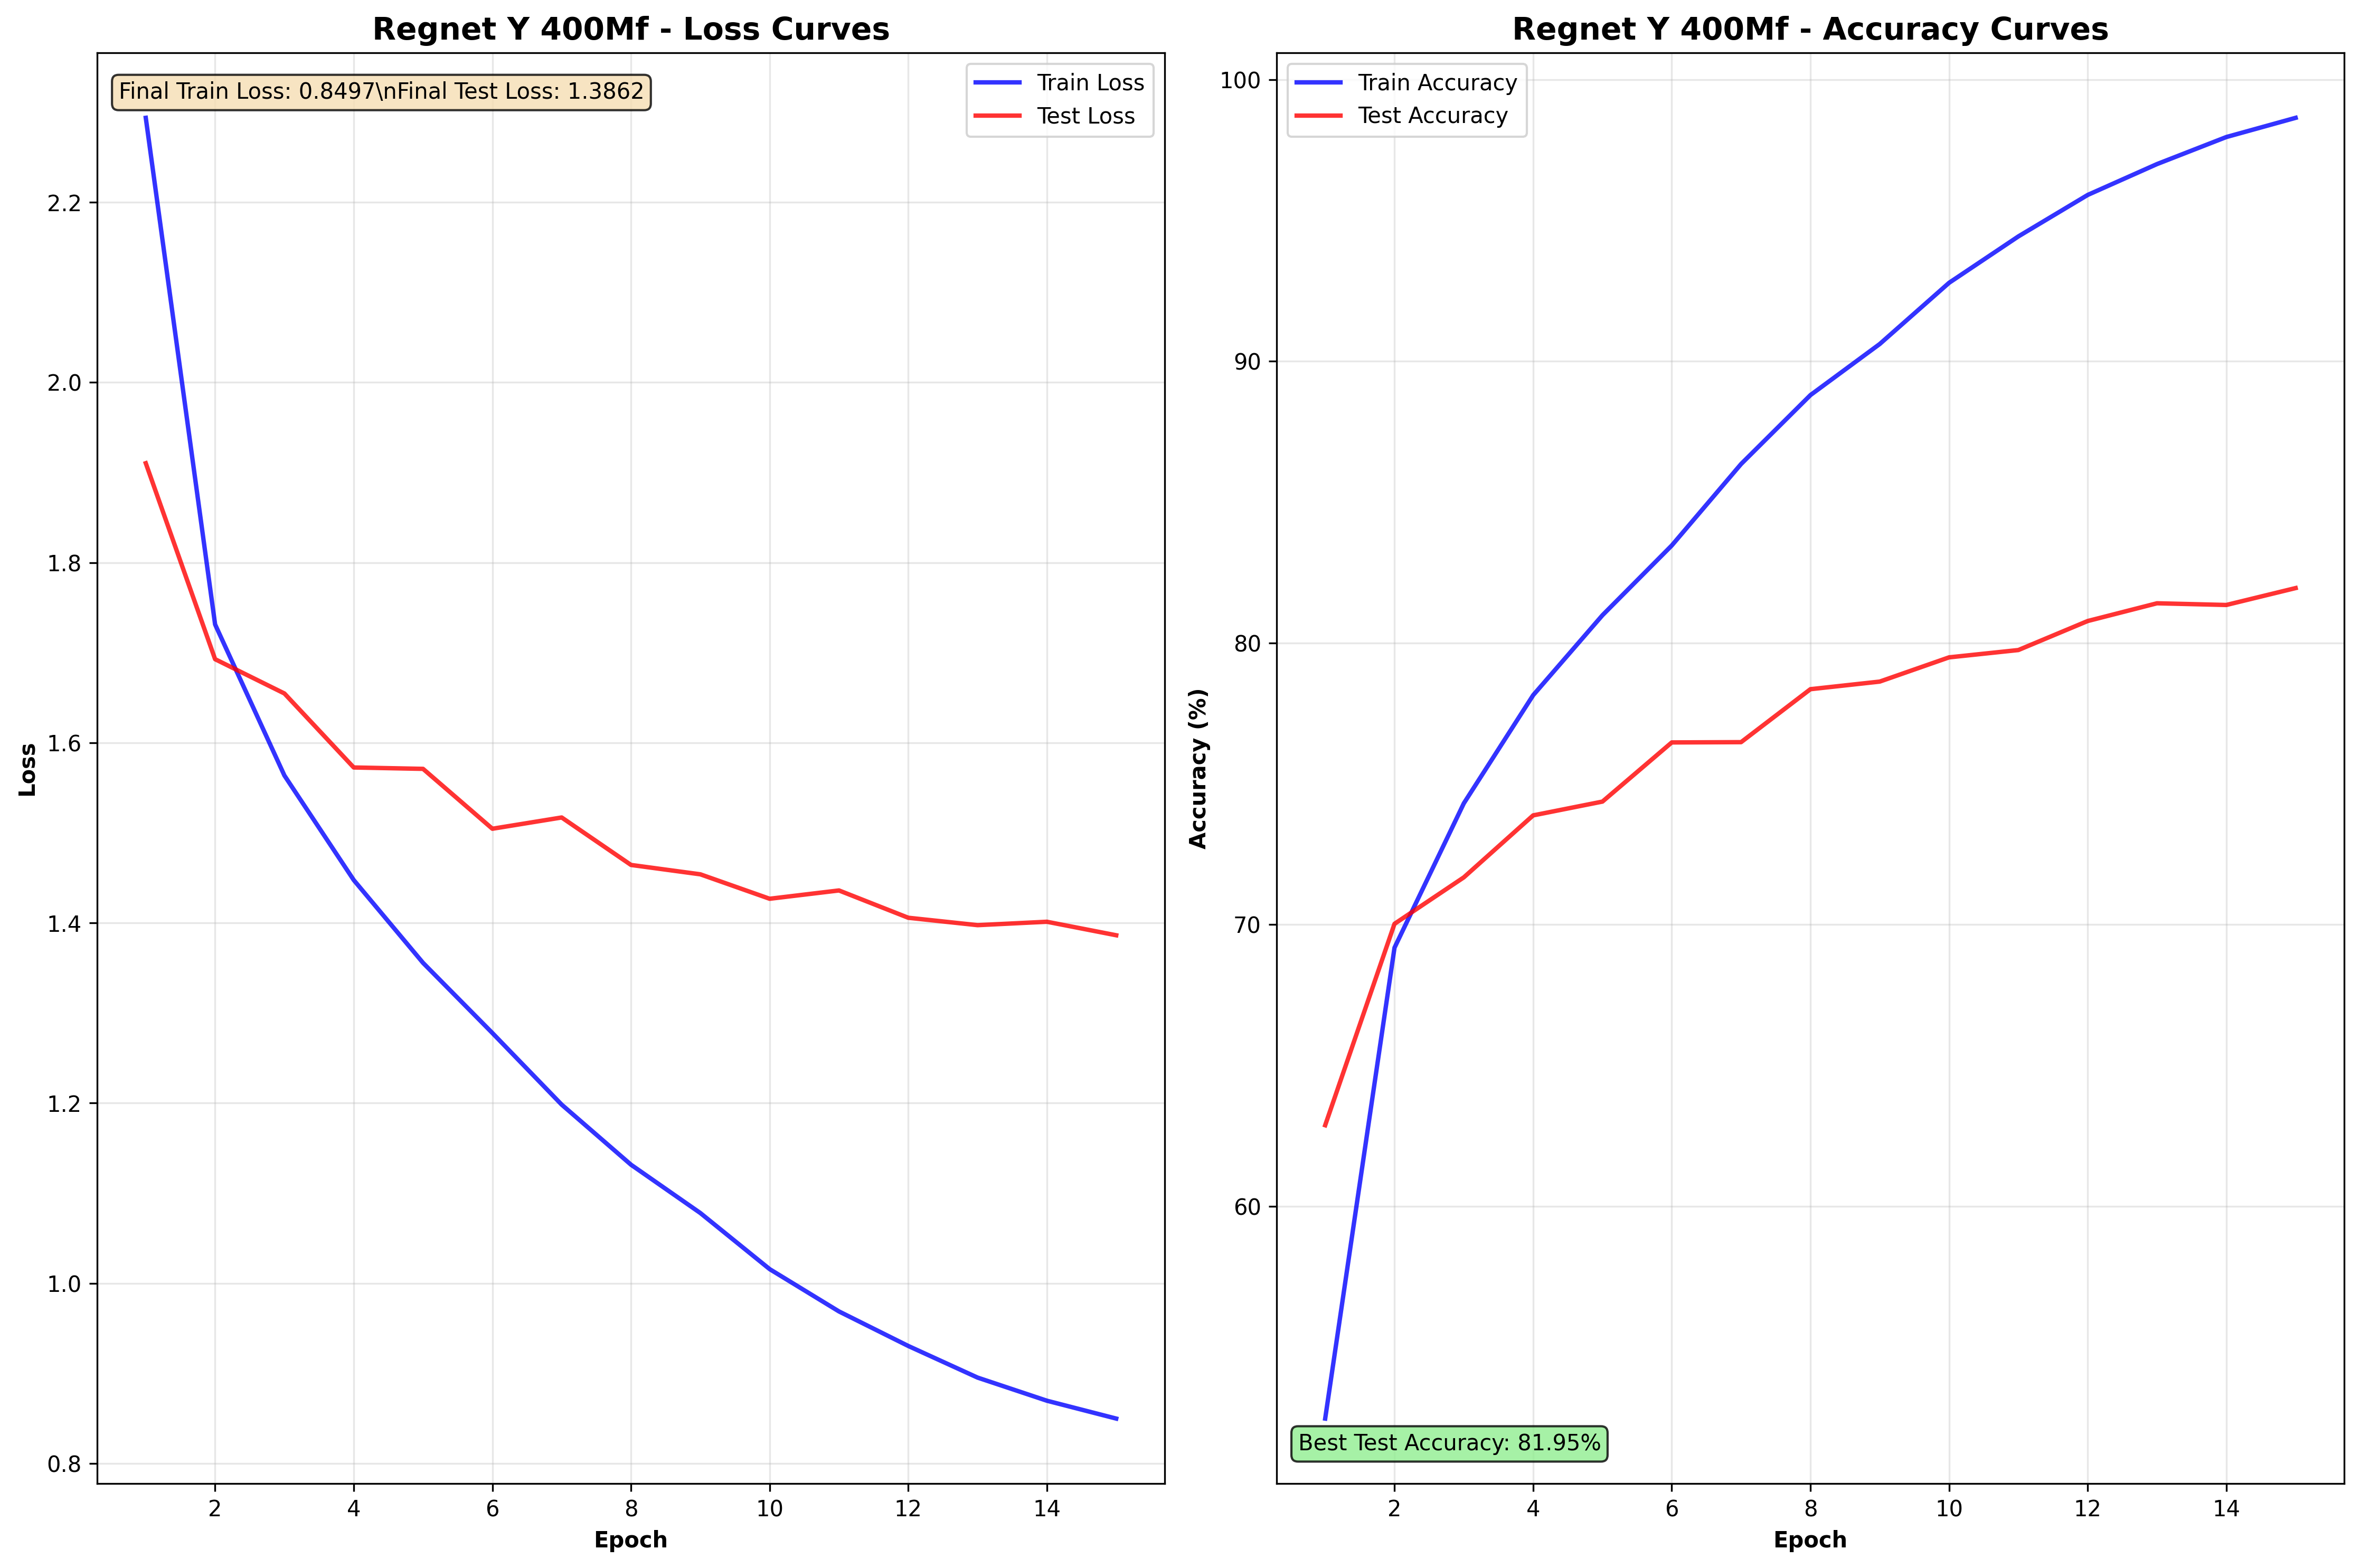 Regnet Y 400Mf - Loss Curves
Final Train Loss: 0.8497\nFinal Test Loss: 1.3862
Train Loss
Test Loss
2.2
2.0
1.8
1.6
1.4
1.2
1.0
0.8
Loss
2 4 6 8 10 12 14
Epoch
Regnet Y 400Mf - Accuracy Curves
Train Accuracy
Test Accuracy
100
90
80
70
60
Accuracy (%)
Best Test Accuracy: 81.95%
2 4 6 8 10 12 14
Epoch